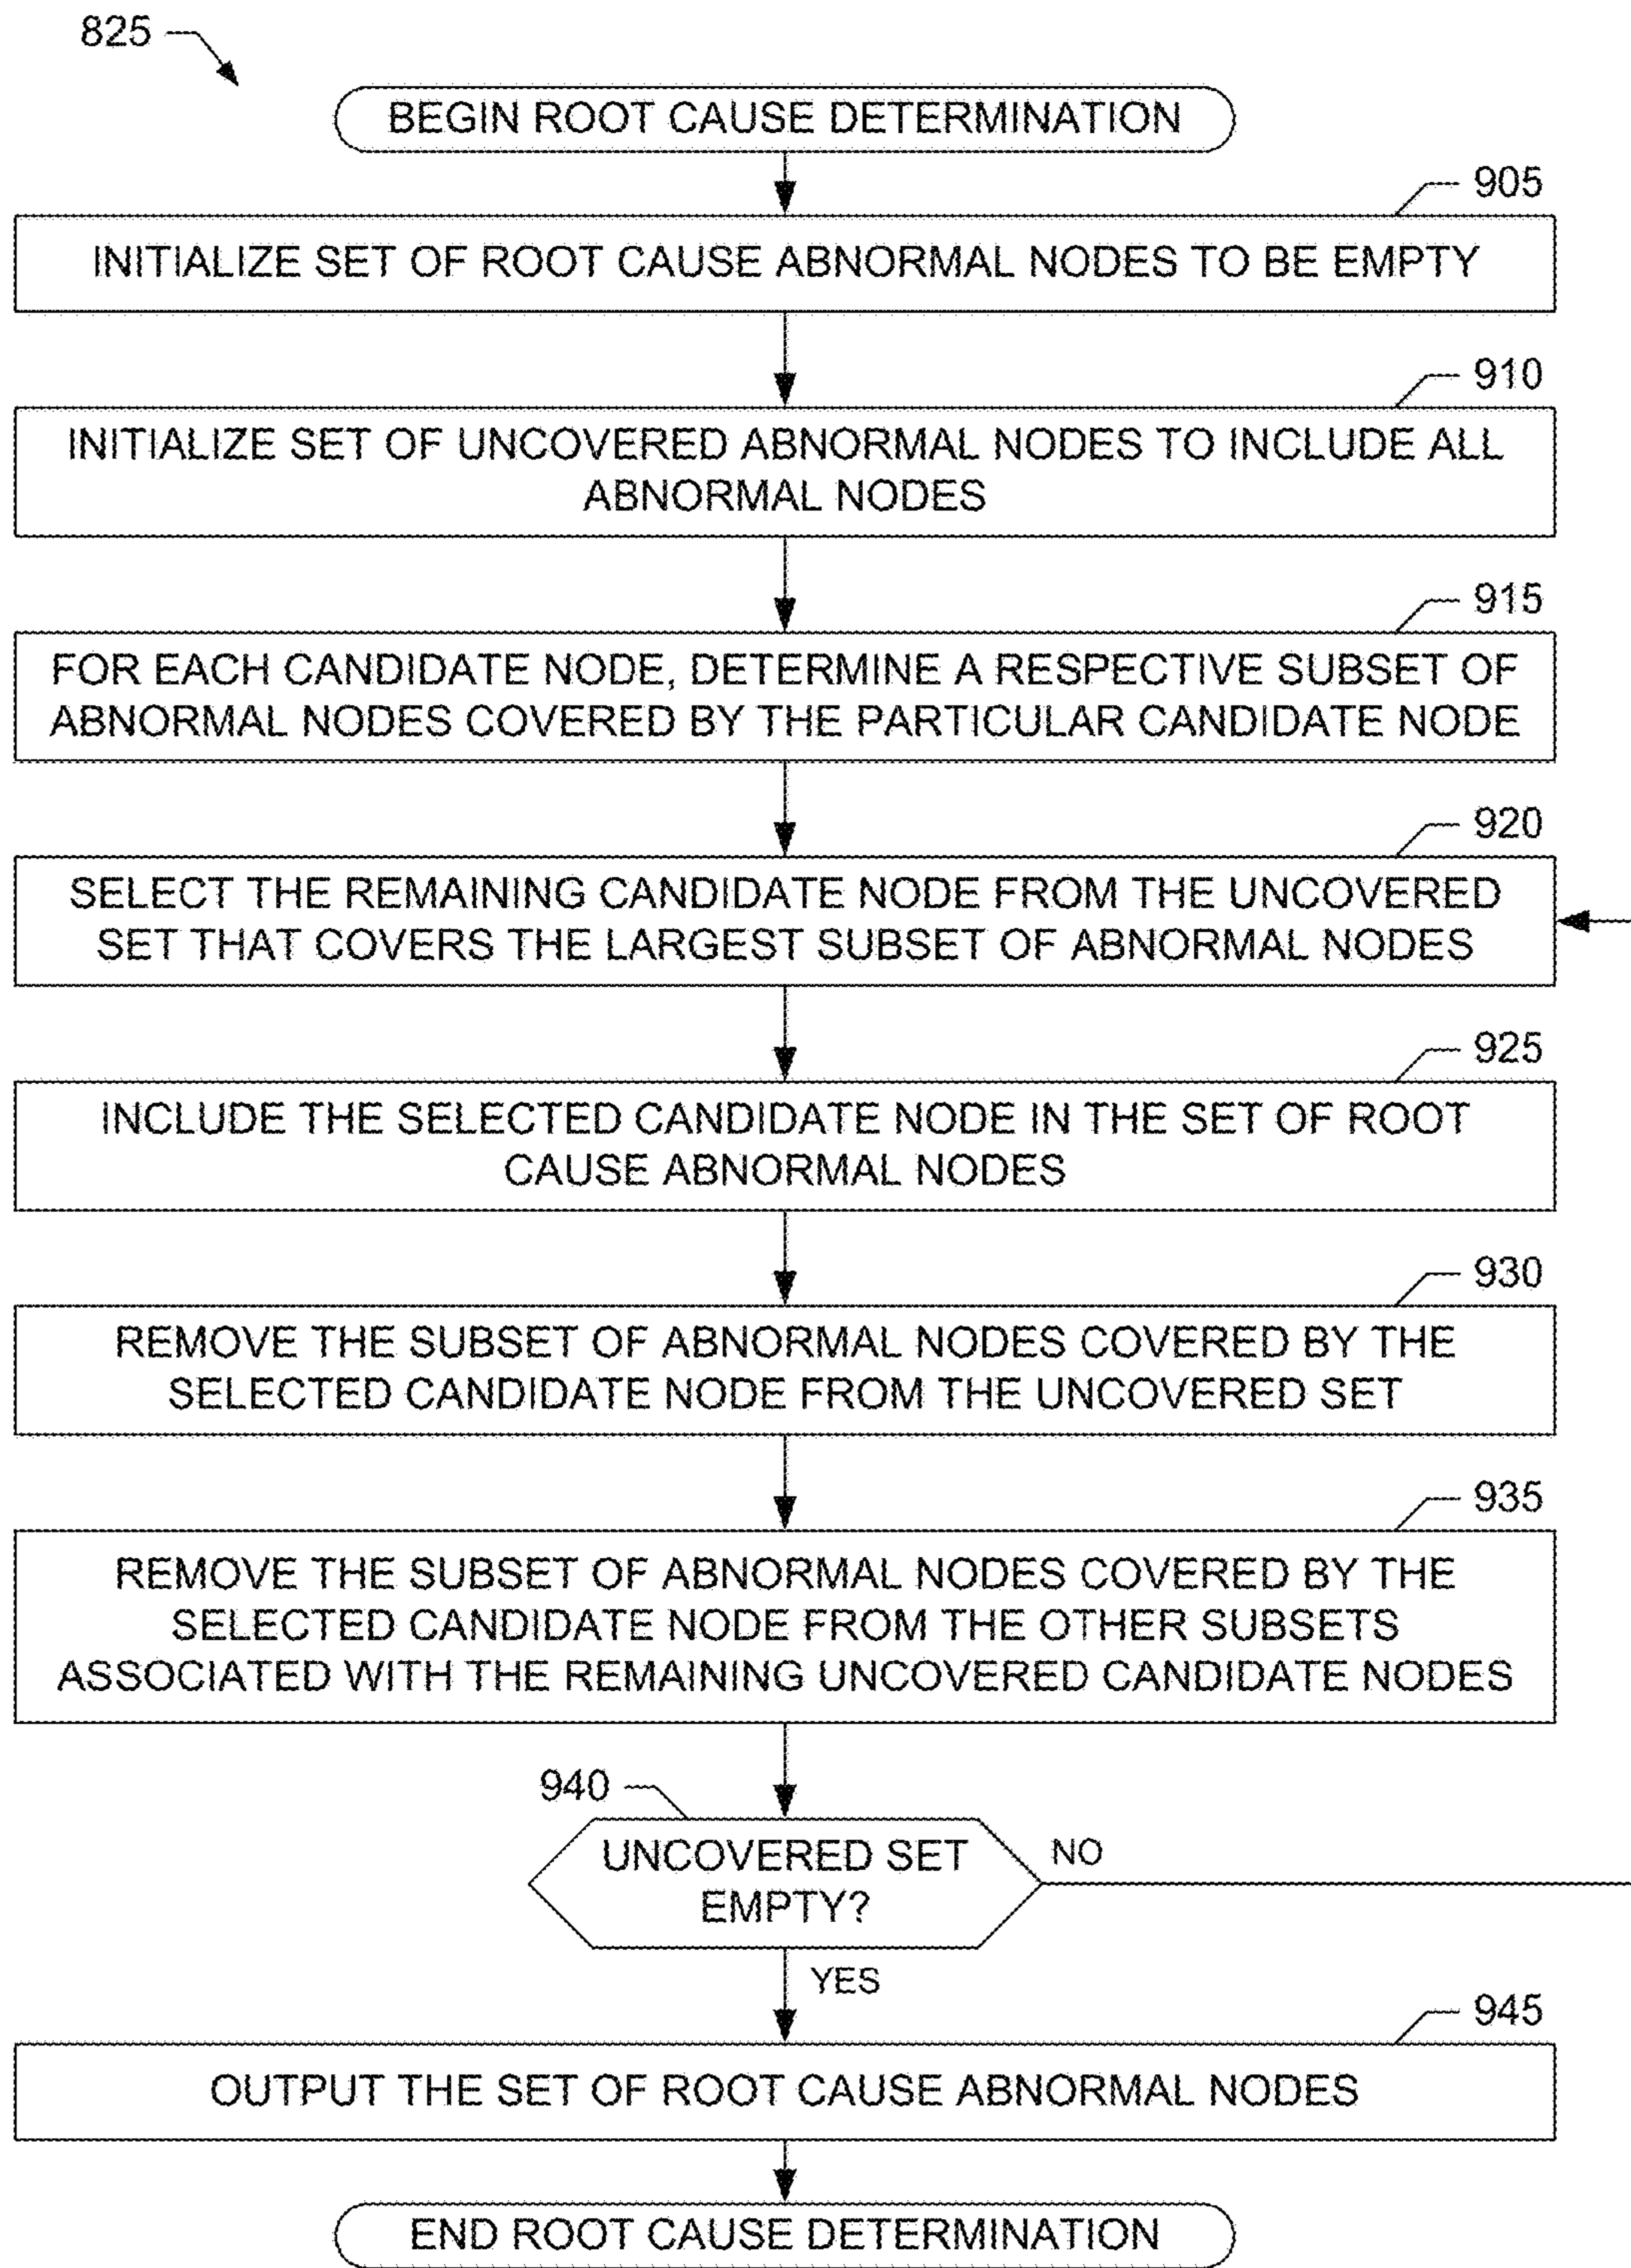 825
BEGIN ROOT CAUSE DETERMINATION
905
INITIALIZE SET OF ROOT CAUSE ABNORMAL NODES TO BE EMPTY
910
INITIALIZE SET OF UNCOVERED ABNORMAL NODES TO INCLUDE ALL
ABNORMAL NODES
915
FOR EACH CANDIDATE NODE, DETERMINE A RESPECTIVE SUBSET OF
ABNORMAL NODES COVERED BY THE PARTICULAR CANDIDATE NODE
920
SELECT THE REMAINING CANDIDATE NODE FROM THE UNCOVERED
SET THAT COVERS THE LARGEST SUBSET OF ABNORMAL NODES
925
INCLUDE THE SELECTED CANDIDATE NODE IN THE SET OF ROOT
CAUSE ABNORMAL NODES
930
REMOVE THE SUBSET OF ABNORMAL NODES COVERED BY THE
SELECTED CANDIDATE NODE FROM THE UNCOVERED SET
935
REMOVE THE SUBSET OF ABNORMAL NODES COVERED BY THE
SELECTED CANDIDATE NODE FROM THE OTHER SUBSETS
ASSOCIATED WITH THE REMAINING UNCOVERED CANDIDATE NODES
940
UNCOVERED SET
EMPTY?
NO
YES
945
OUTPUT THE SET OF ROOT CAUSE ABNORMAL NODES
END ROOT CAUSE DETERMINATION